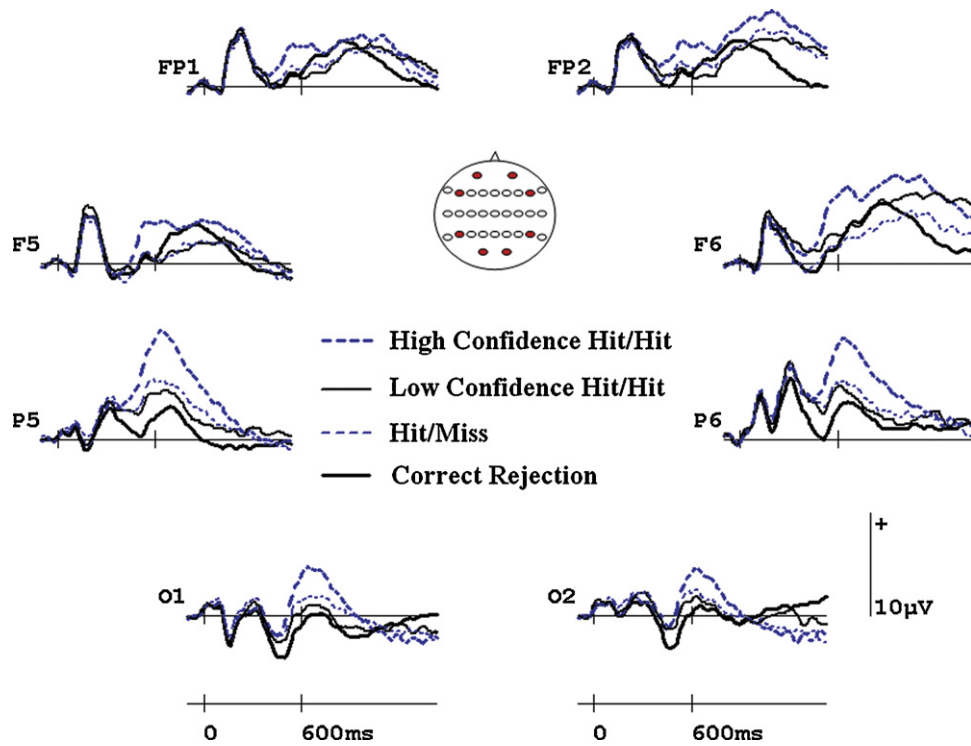 FP1
FP2
F5
F6
High Confidence Hit/Hit
Low Confidence Hit/Hit
Hit/Miss
Correct Rejection
P5
P6
+
10µV
O1
O2
0 600ms
0 600ms